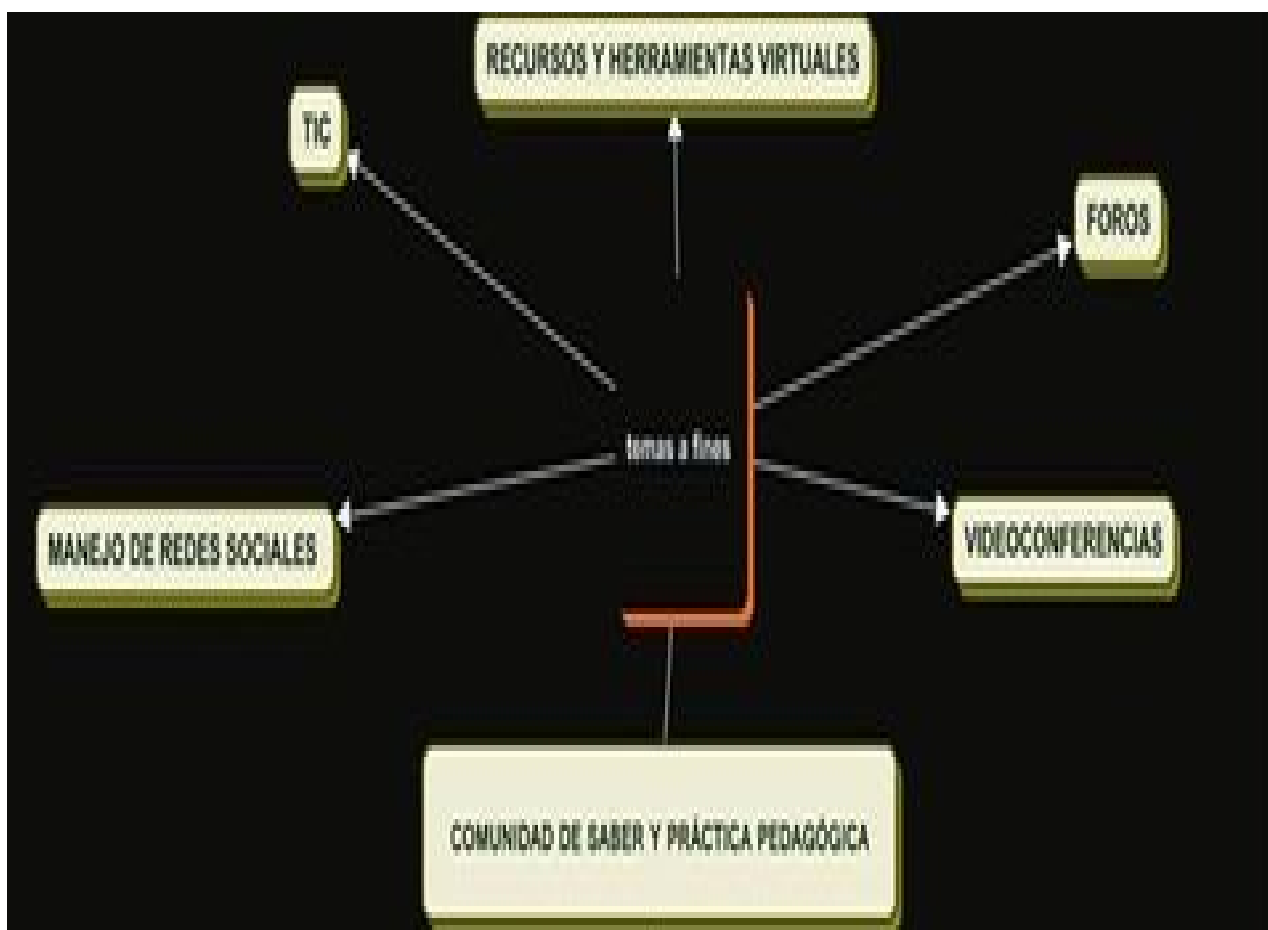 RECURSOS Y HERRAMIENTAS VIRTUALES
TIC
FOROS
temas a fines
MANEJO DE REDES SOCIALES
VIDEOCONFERENCIAS
COMUNIDAD DE SABER Y PRÁCTICA PEDAGÓGICA